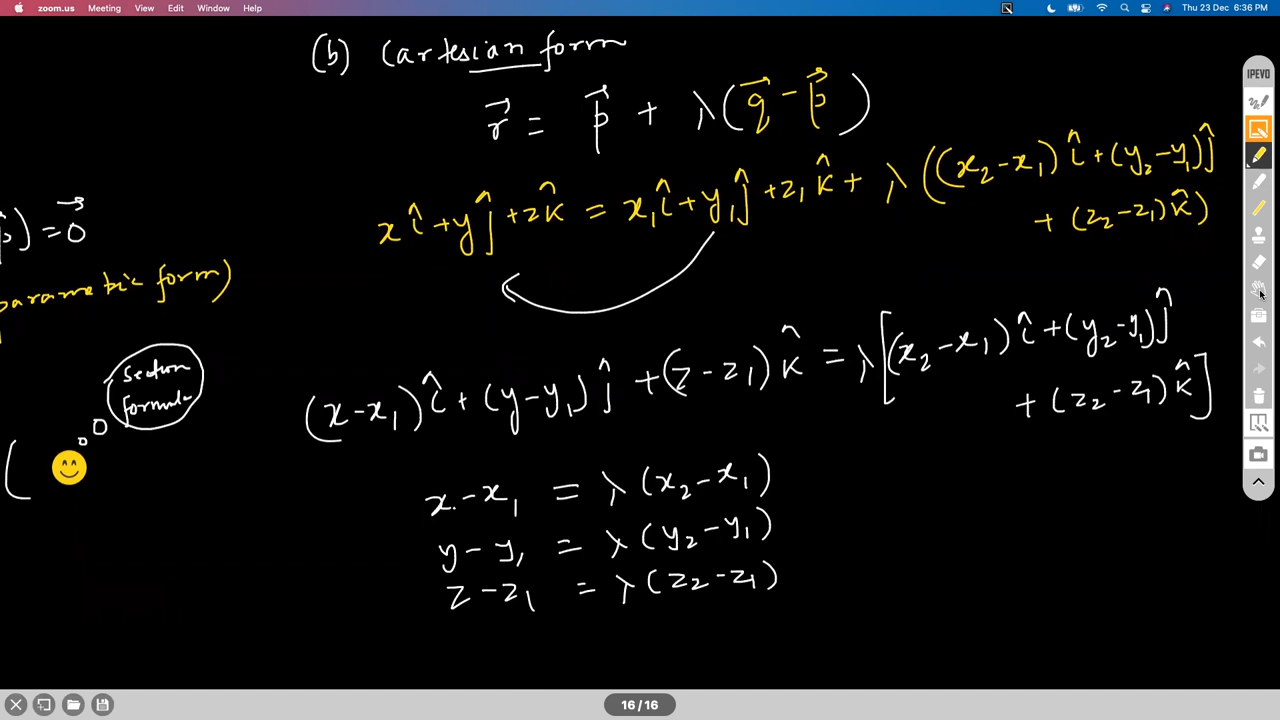 zoom.us Meeting View Edit Window Help Thu 23 Dec 6:36 PM
IPEVO
(b) Cartesian form
r⃗ = p⃗ + λ(q⃗ - p⃗)
xî + yĵ + zk̂ = x₁î + y₁ĵ + z₁k̂ + λ((x₂-x₁)î + (y₂-y₁)ĵ
+ (z₂-z₁)k̂)
) = 0⃗
parametric form)
section
formula
(x-x₁)î + (y-y₁)ĵ + (z-z₁)k̂ = λ[(x₂-x₁)î + (y₂-y₁)ĵ
+ (z₂-z₁)k̂]
x-x₁ = λ(x₂-x₁)
y-y₁ = λ(y₂-y₁)
z-z₁ = λ(z₂-z₁)
16/16